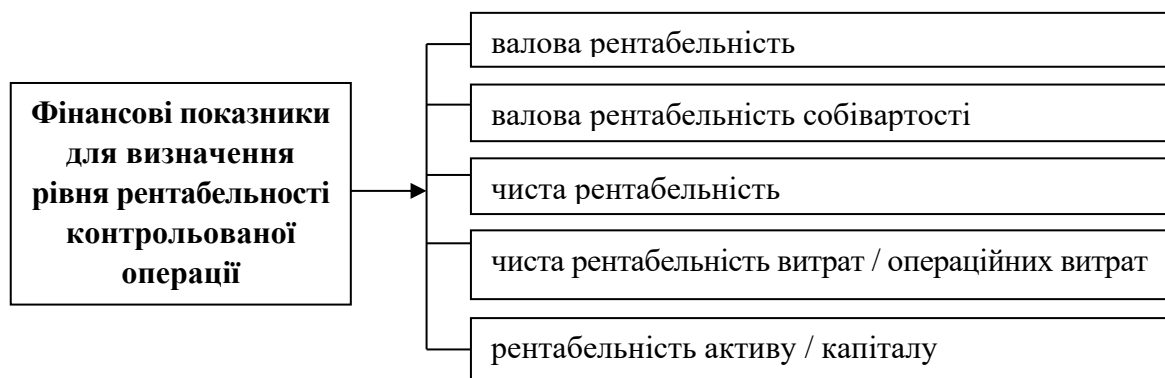 Фінансові показники
для визначення
рівня рентабельності
контрольованої
операції
валова рентабельність
валова рентабельність собівартості
чиста рентабельність
чиста рентабельність витрат / операційних витрат
рентабельність активу / капіталу